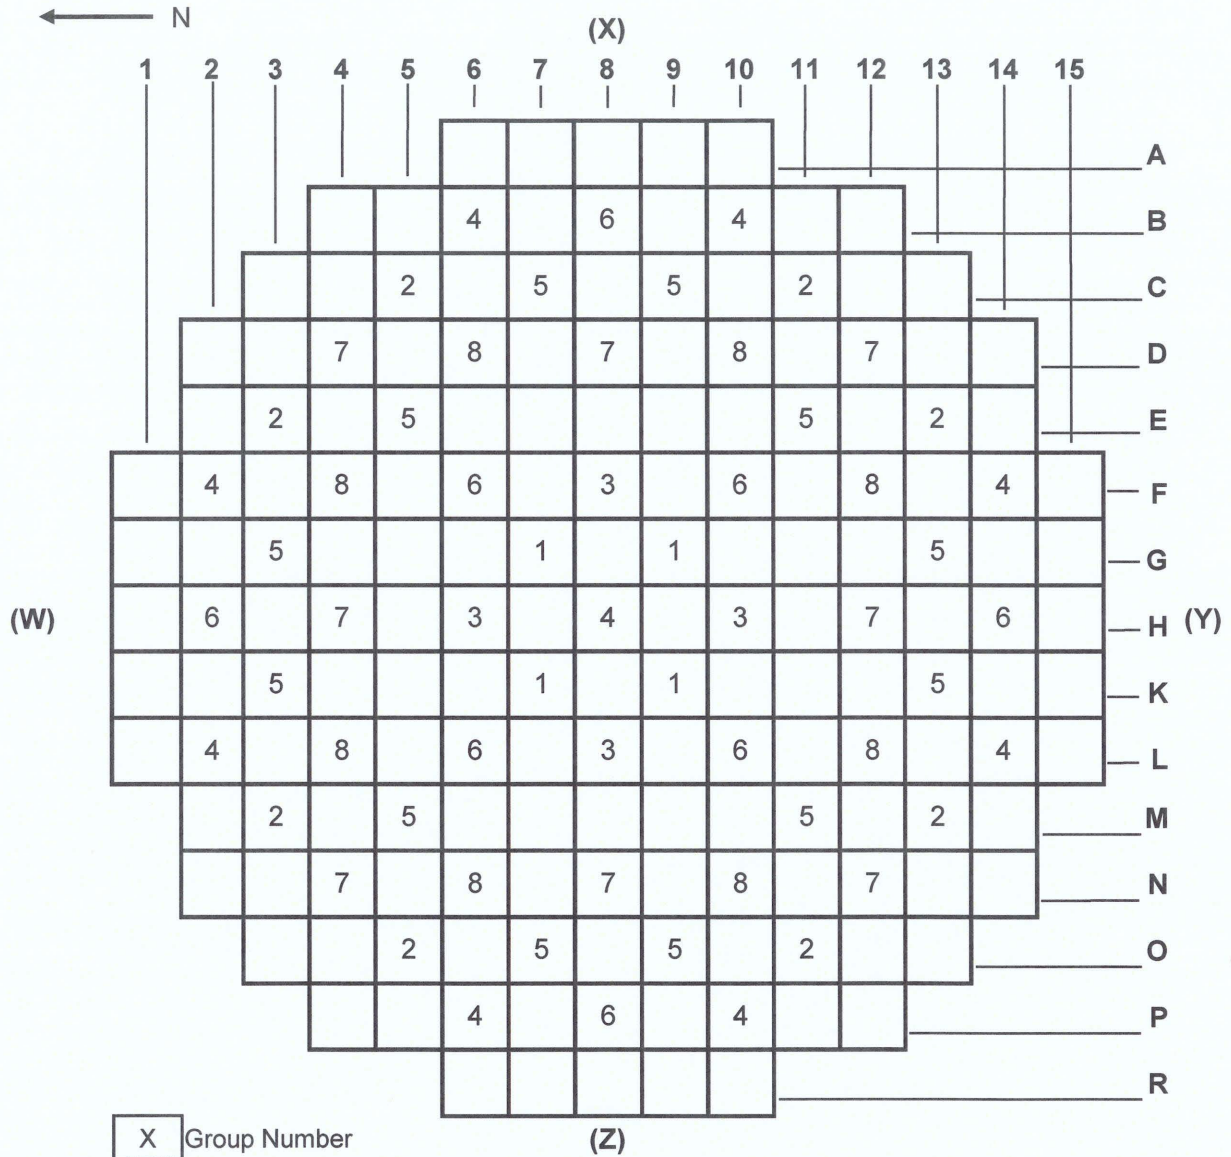 N
(X)
1 2 3 4 5 6 7 8 9 10 11 12 13 14 15
A
4 6 4 B
2 5 5 2 C
7 8 7 8 7 D
2 5 5 2 E
4 8 6 3 6 8 4 F
5 1 1 5 G
(W) 6 7 3 4 3 7 6 H (Y)
5 1 1 5 K
4 8 6 3 6 8 4 L
2 5 5 2 M
7 8 7 8 7 N
2 5 5 2 O
4 6 4 P
R
X Group Number (Z)